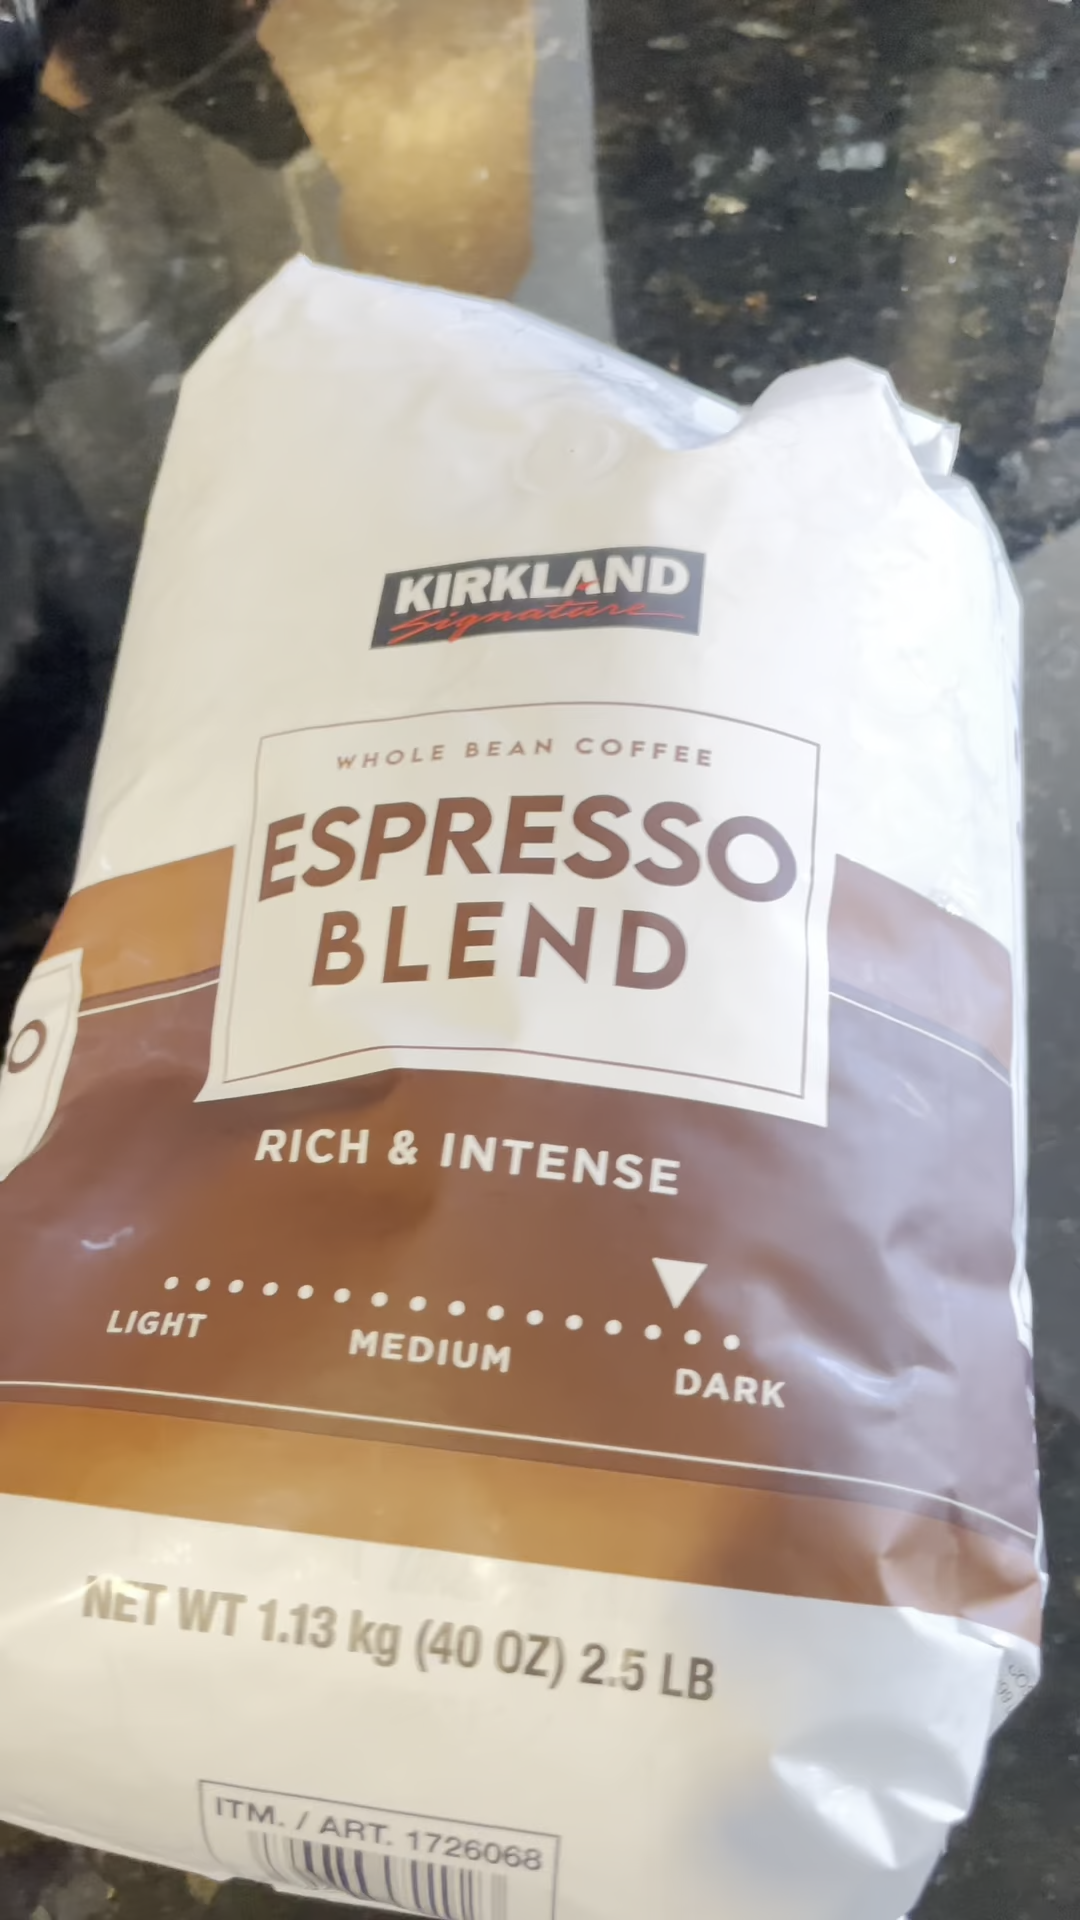 KIRKLAND
Signature
WHOLE BEAN COFFEE
ESPRESSO
BLEND
O
RICH & INTENSE
LIGHT
MEDIUM
DARK
NET WT 1.13 kg (40 OZ) 2.5 LB
ITM. / ART. 1726068